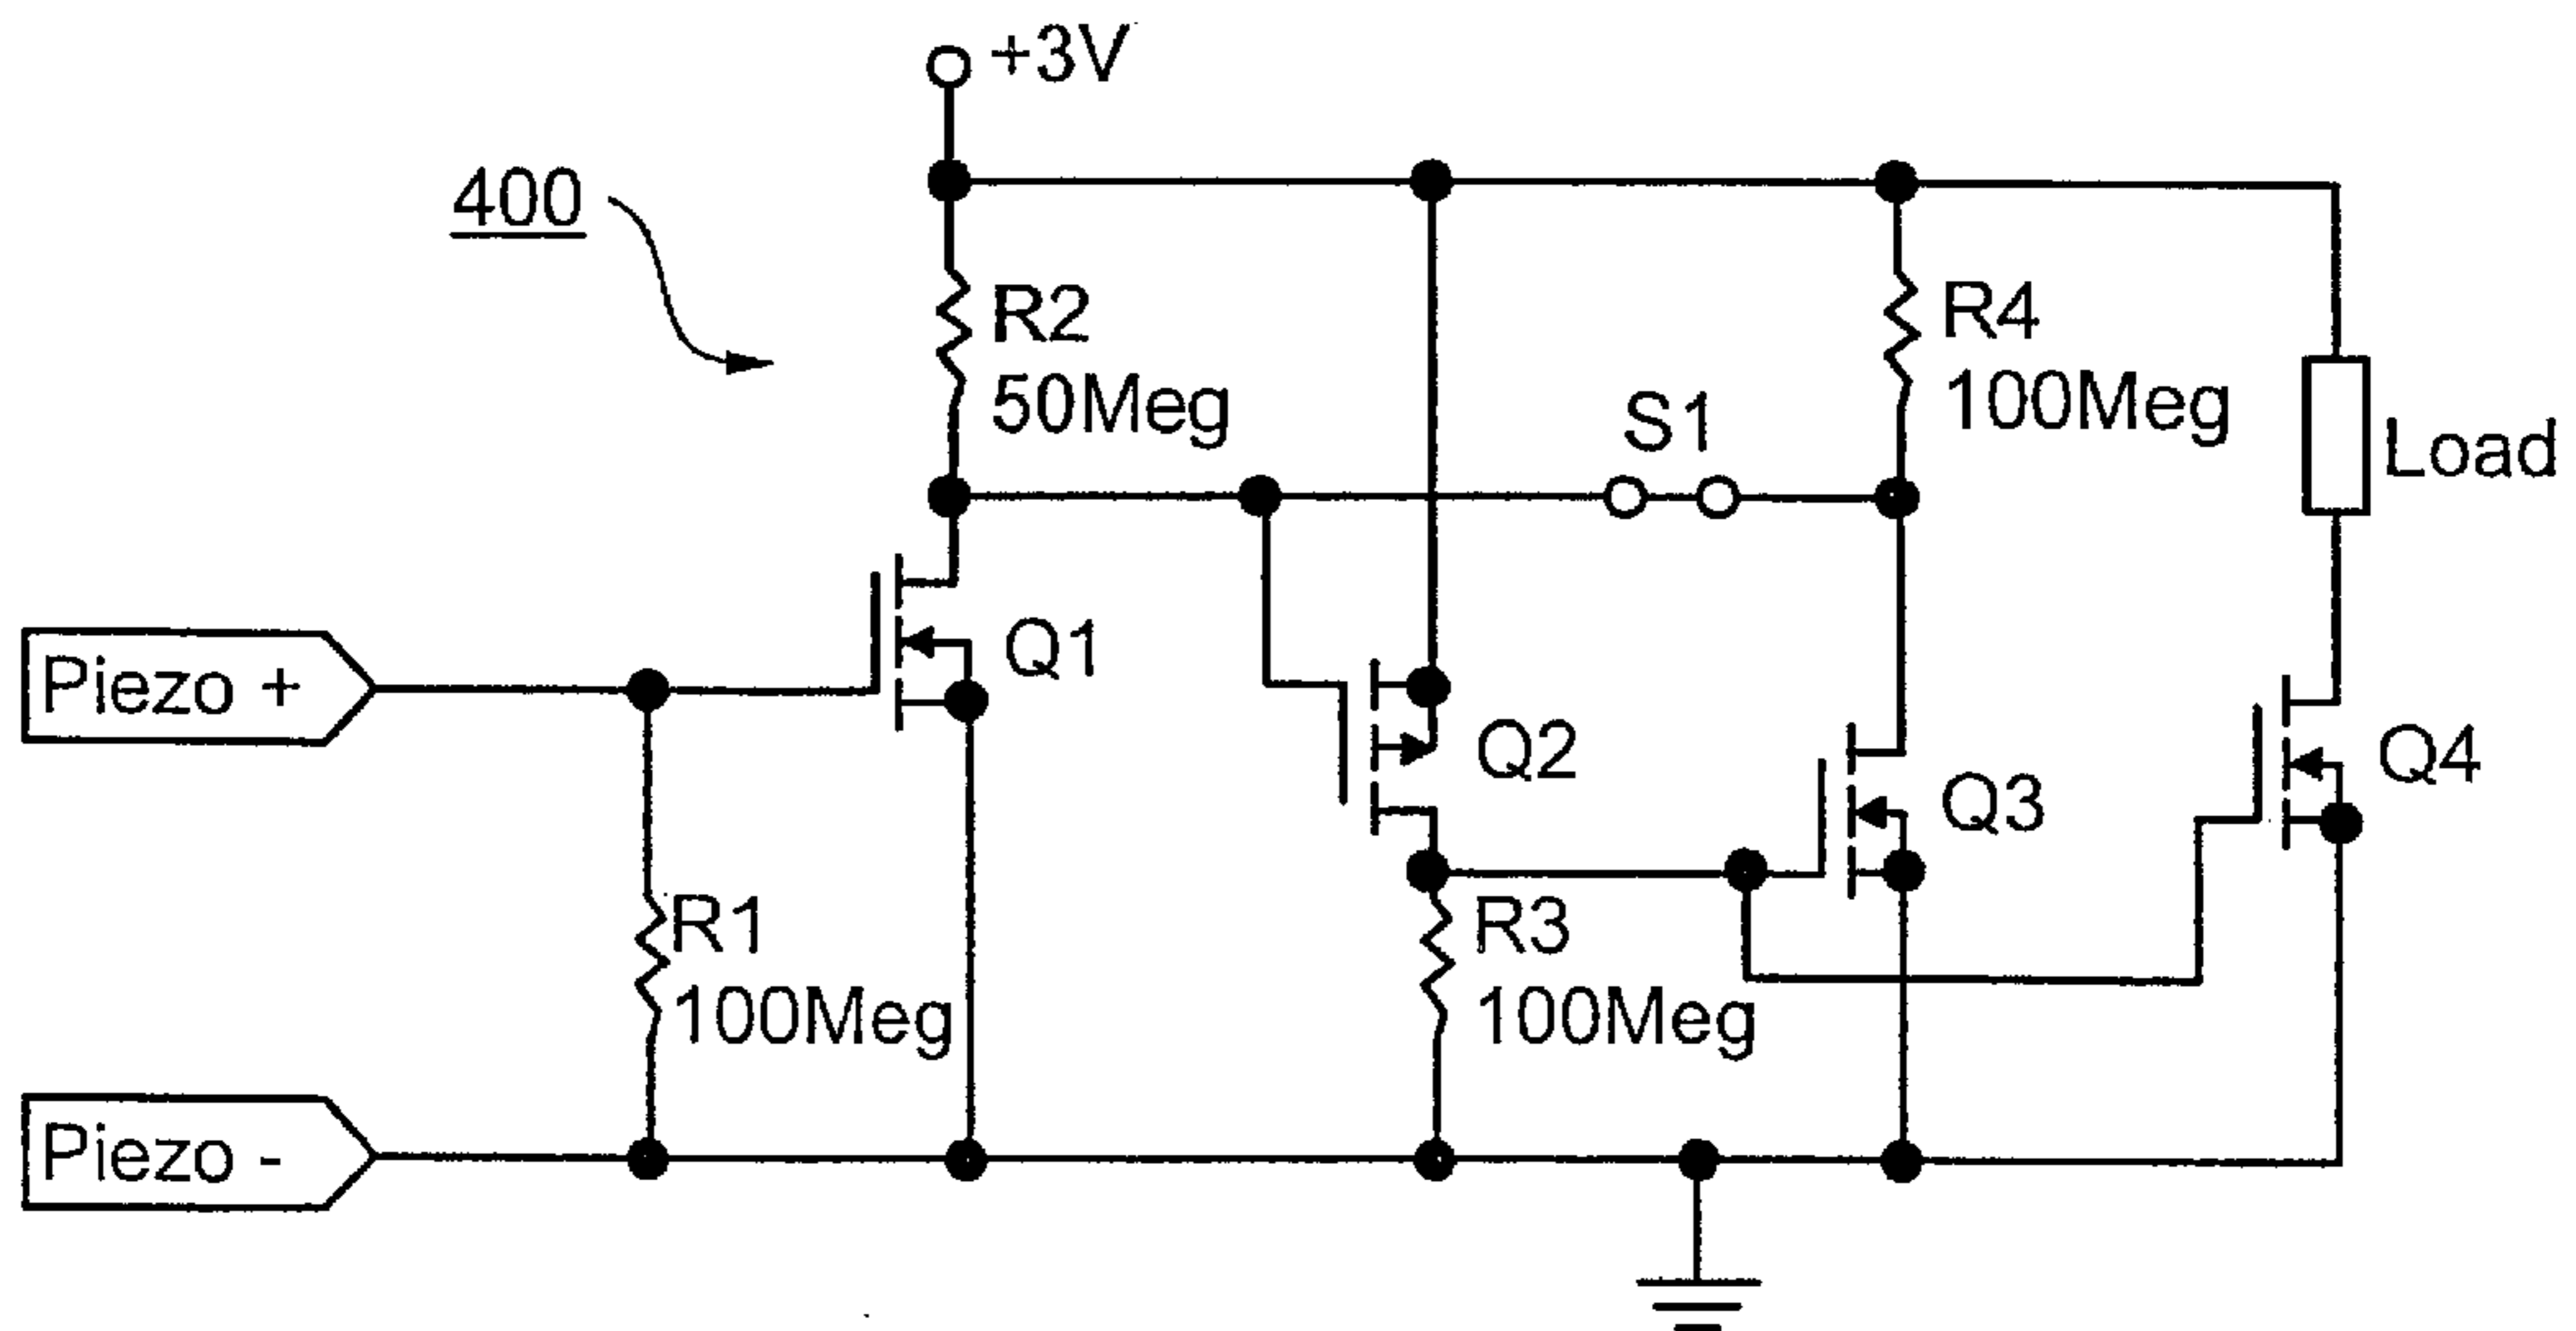 +3V
400
R2
50Meg
R4
100Meg
S1
Load
Q1
Piezo +
Q2
Q3
Q4
R1
100Meg
R3
100Meg
Piezo -